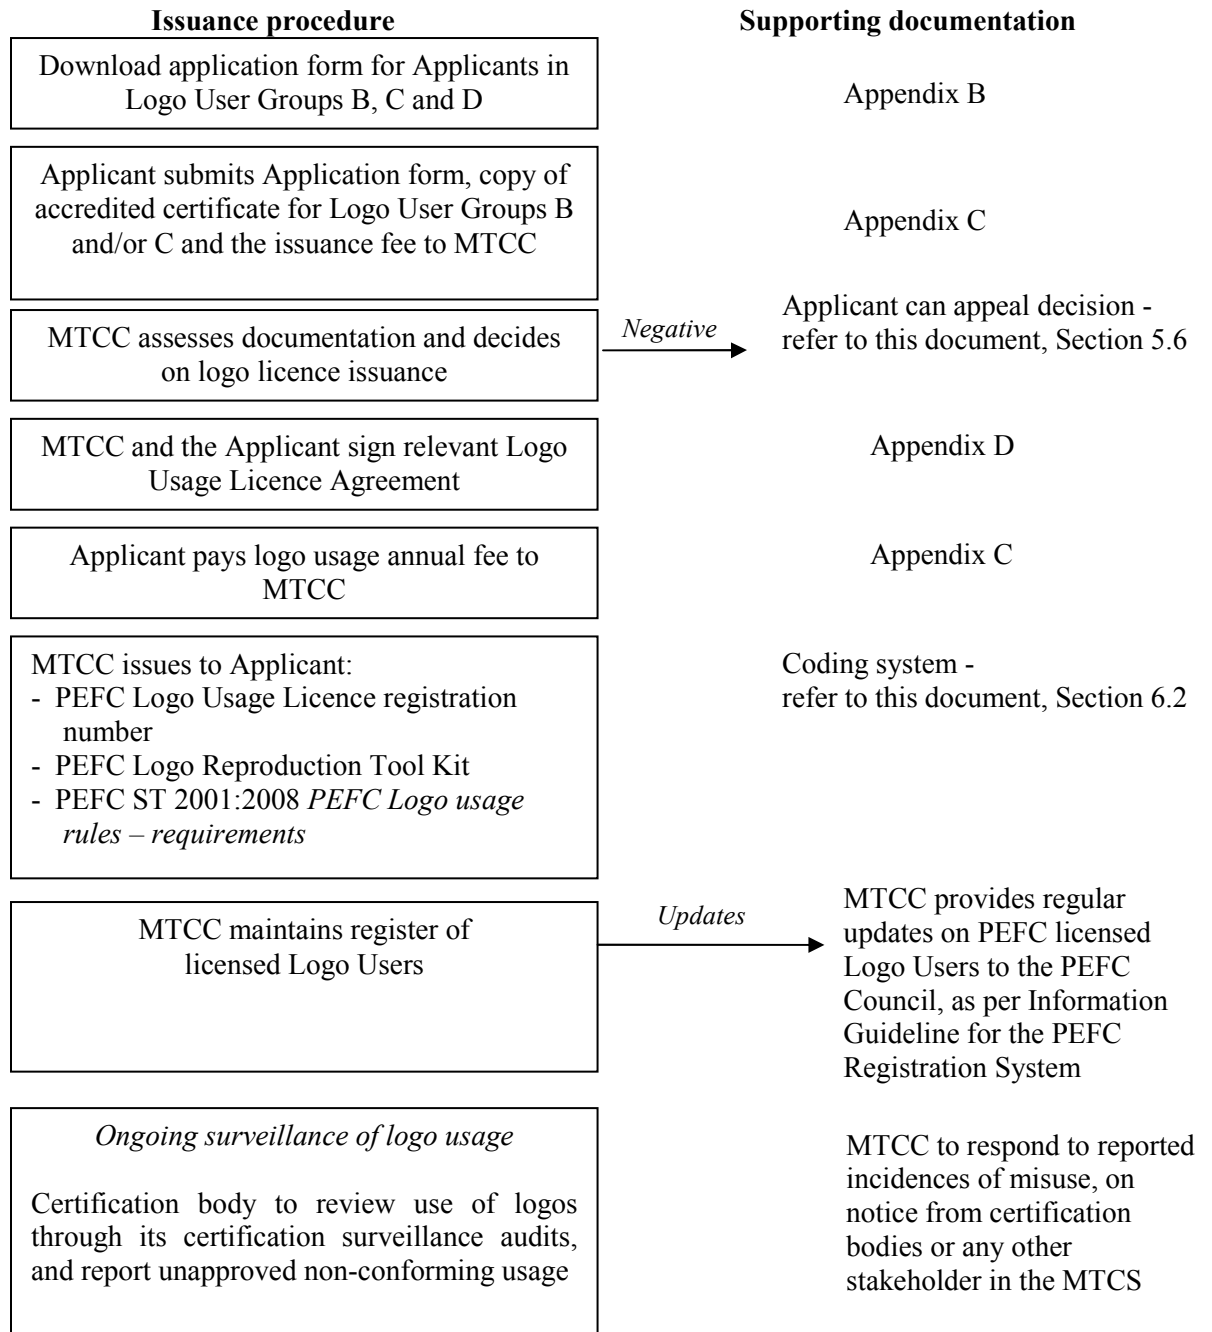 Issuance procedure
Supporting documentation
Download application form for Applicants in
Logo User Groups B, C and D
Appendix B
Applicant submits Application form, copy of
accredited certificate for Logo User Groups B
and/or C and the issuance fee to MTCC
Appendix C
MTCC assesses documentation and decides
on logo licence issuance
Negative
Applicant can appeal decision -
refer to this document, Section 5.6
MTCC and the Applicant sign relevant Logo
Usage Licence Agreement
Appendix D
Applicant pays logo usage annual fee to
MTCC
Appendix C
MTCC issues to Applicant:
- PEFC Logo Usage Licence registration
number
- PEFC Logo Reproduction Tool Kit
- PEFC ST 2001:2008 PEFC Logo usage
rules – requirements
Coding system -
refer to this document, Section 6.2
MTCC maintains register of
licensed Logo Users
Updates
MTCC provides regular
updates on PEFC licensed
Logo Users to the PEFC
Council, as per Information
Guideline for the PEFC
Registration System
Ongoing surveillance of logo usage
Certification body to review use of logos
through its certification surveillance audits,
and report unapproved non-conforming usage
MTCC to respond to reported
incidences of misuse, on
notice from certification
bodies or any other
stakeholder in the MTCS